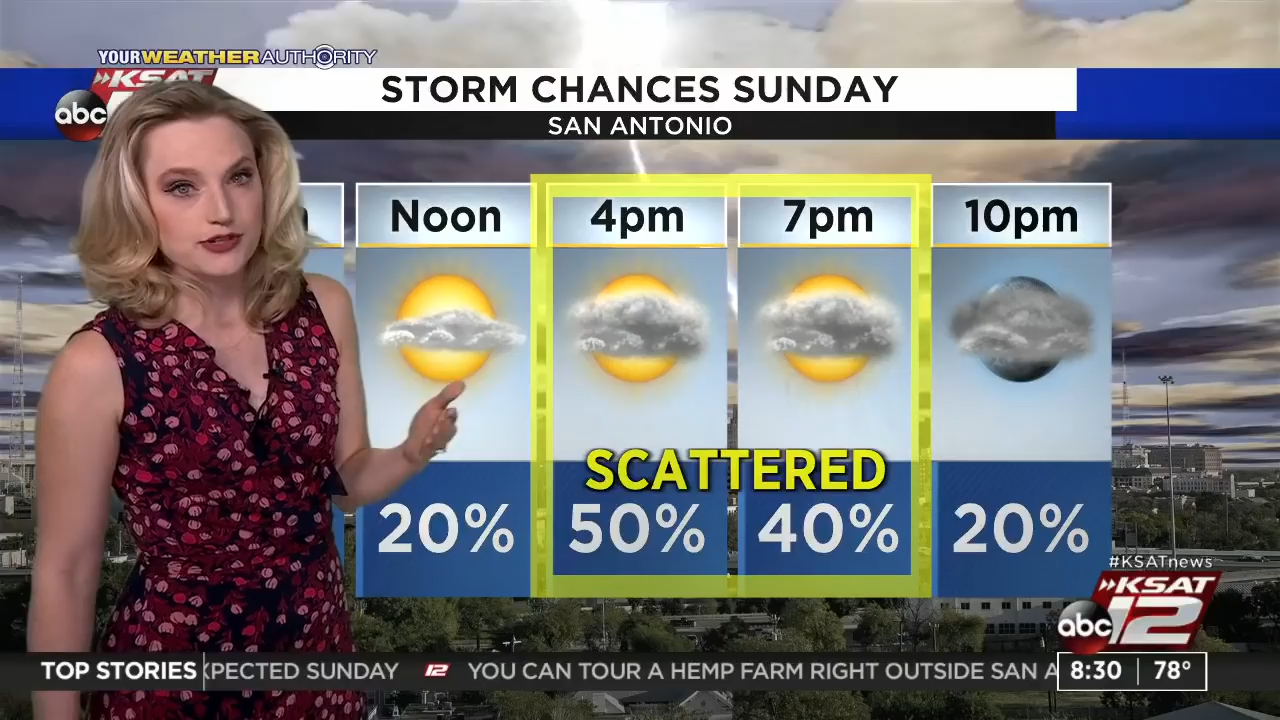 YOURWEATHERAUTHORITY
KSAT
abc
STORM CHANCES SUNDAY
SAN ANTONIO
Noon 4pm 7pm 10pm
SCATTERED
20% 50% 40% 20%
#KSATnews
KSAT
abc 12
TOP STORIES XPECTED SUNDAY 12 YOU CAN TOUR A HEMP FARM RIGHT OUTSIDE SAN A 8:30 78°